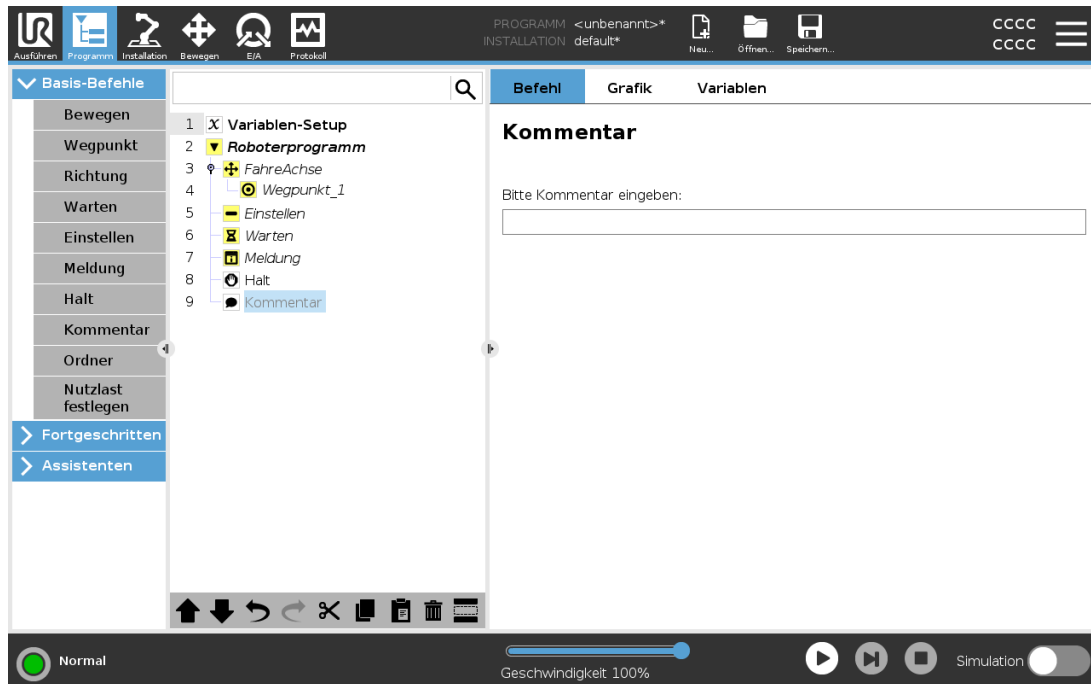 PROGRAMM <unbenannt>*
INSTALLATION default*
CCCC
CCCC
Ausführen Programm Installation Bewegen E/A Protokoll Neu... Öffnen... Speichern...
Basis-Befehle
Bewegen
Wegpunkt
Richtung
Warten
Einstellen
Meldung
Halt
Kommentar
Ordner
Nutzlast
festlegen
Fortgeschritten
Assistenten
1 X Variablen-Setup
2 Roboterprogramm
3 FahreAchse
4 Wegpunkt_1
5 Einstellen
6 Warten
7 Meldung
8 Halt
9 Kommentar
Befehl Grafik Variablen
Kommentar
Bitte Kommentar eingeben:
Normal
Geschwindigkeit 100%
Simulation